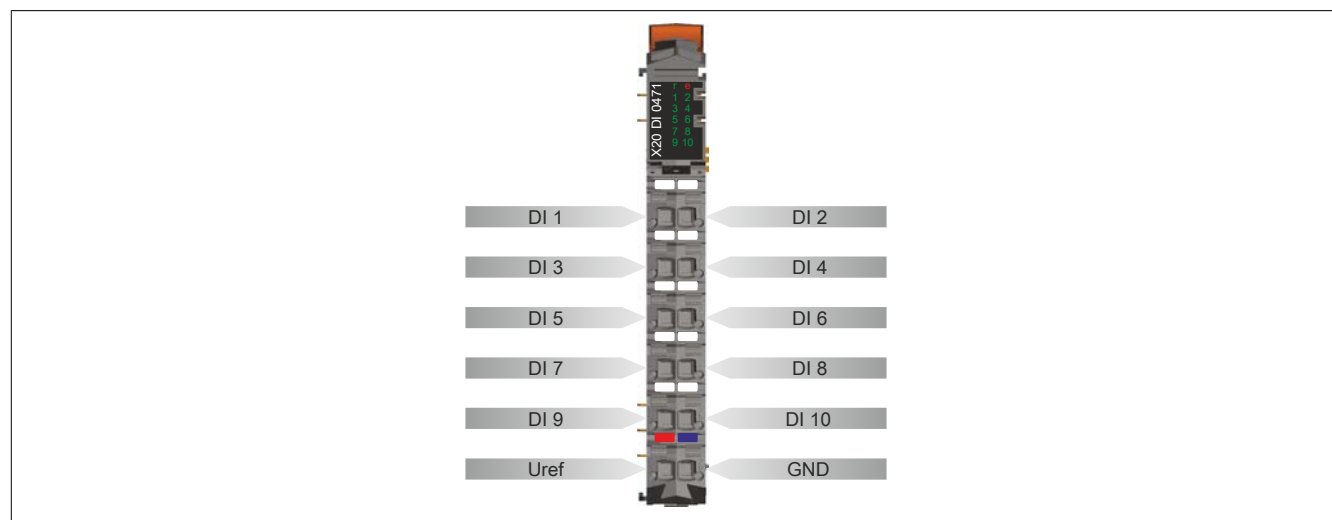 X20 DI 0471
r e
1 2
3 4
5 6
7 8
9 10
DI 1 DI 2
DI 3 DI 4
DI 5 DI 6
DI 7 DI 8
DI 9 DI 10
Uref GND